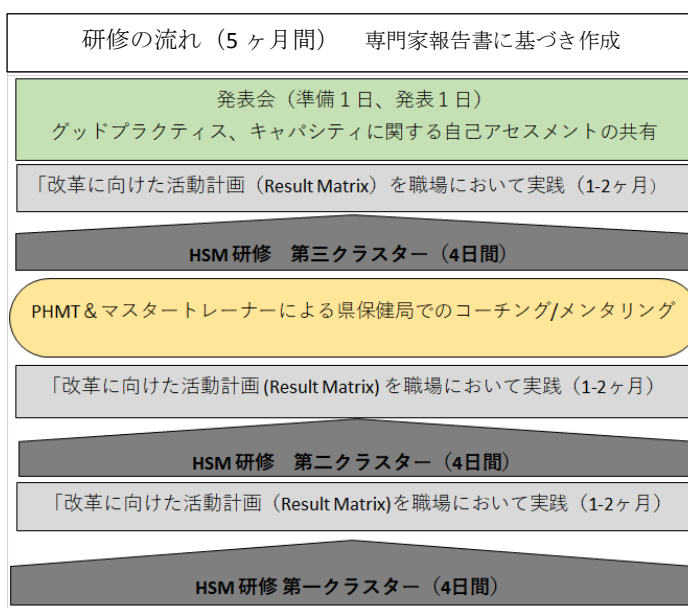 研修の流れ（5 ヶ月間）　専門家報告書に基づき作成
発表会（準備１日、発表１日）
グッドプラクティス、キャパシティに関する自己アセスメントの共有
「改革に向けた活動計画（Result Matrix）を職場において実践（1-2ヶ月）
HSM 研修　第三クラスター（4日間）
PHMT＆マスタートレーナーによる県保健局でのコーチング/メンタリング
「改革に向けた活動計画 (Result Matrix) を職場において実践（1-2ヶ月）
HSM 研修　第二クラスター（4日間）
「改革に向けた活動計画（Result Matrix)を職場において実践（1-2ヶ月）
HSM 研修 第一クラスター（4日間）